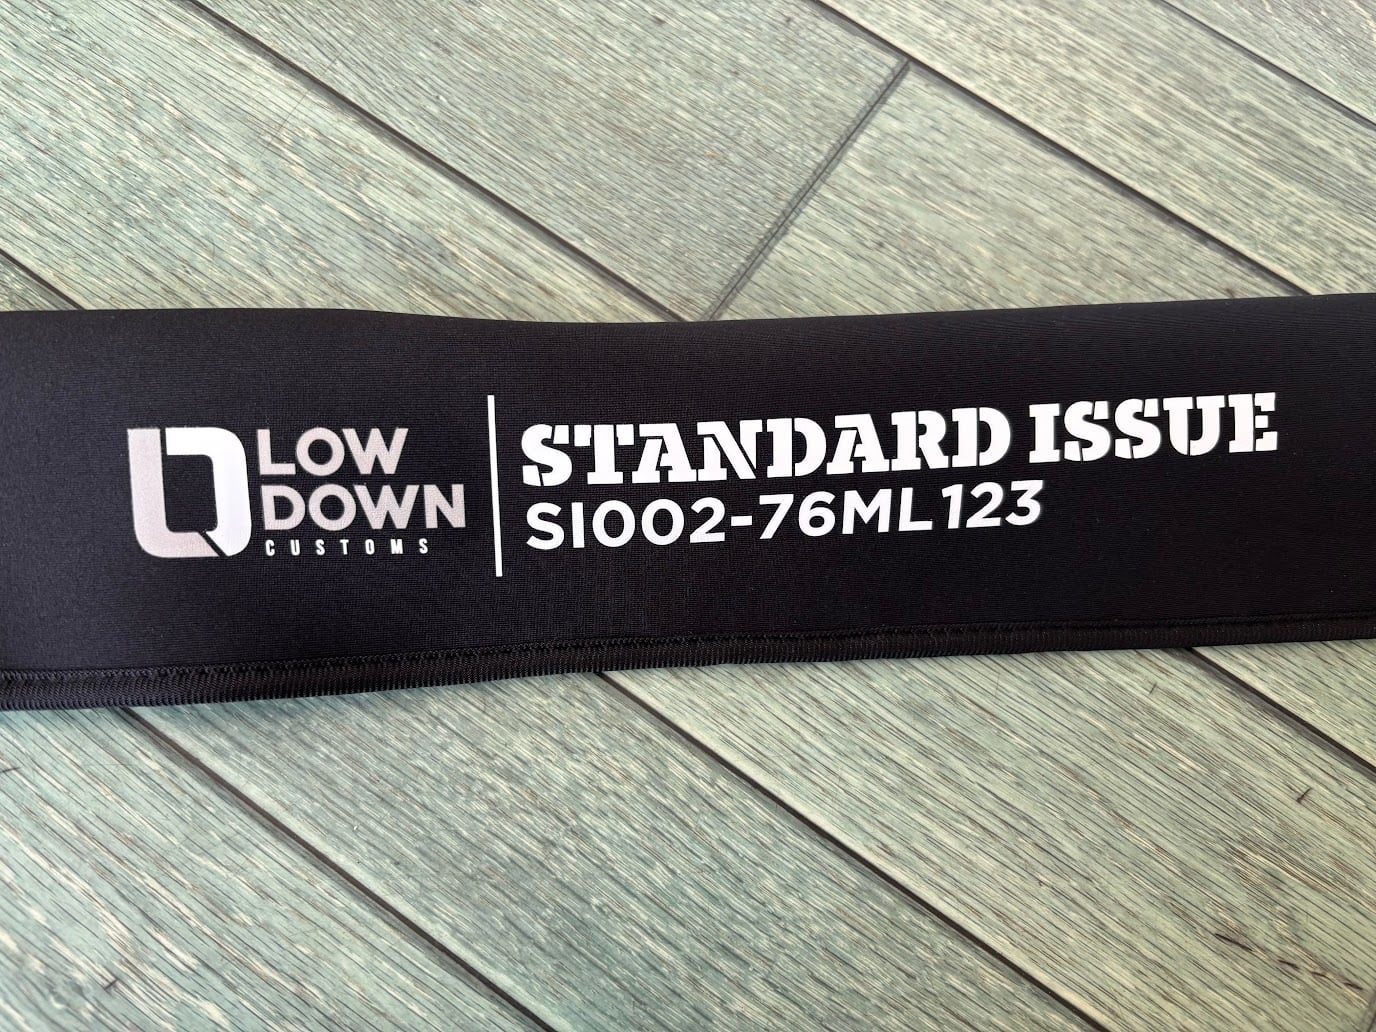 LOW
DOWN
CUSTOMS
STANDARD ISSUE
SI002-76ML123